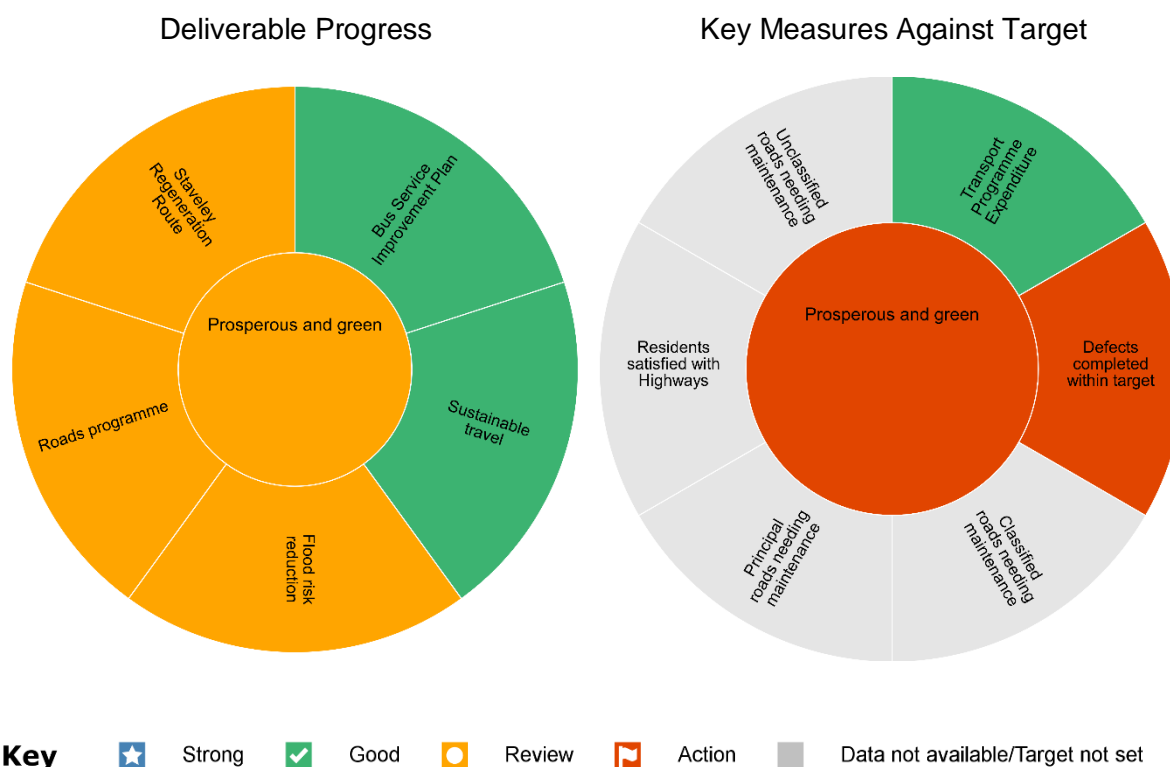 Deliverable Progress
Key Measures Against Target
Staveley
Regeneration
Route
Bus Service
Improvement Plan
Prosperous and green
Roads programme
Sustainable
travel
Flood risk
reduction
Unclassified
roads needing
maintenance
Transport
Programme
Expenditure
Prosperous and green
Residents
satisfied with
Highways
Defects
completed
within target
Principal
roads needing
maintenance
Classified
roads needing
maintenance
Key
Strong
Good
Review
Action
Data not available/Target not set